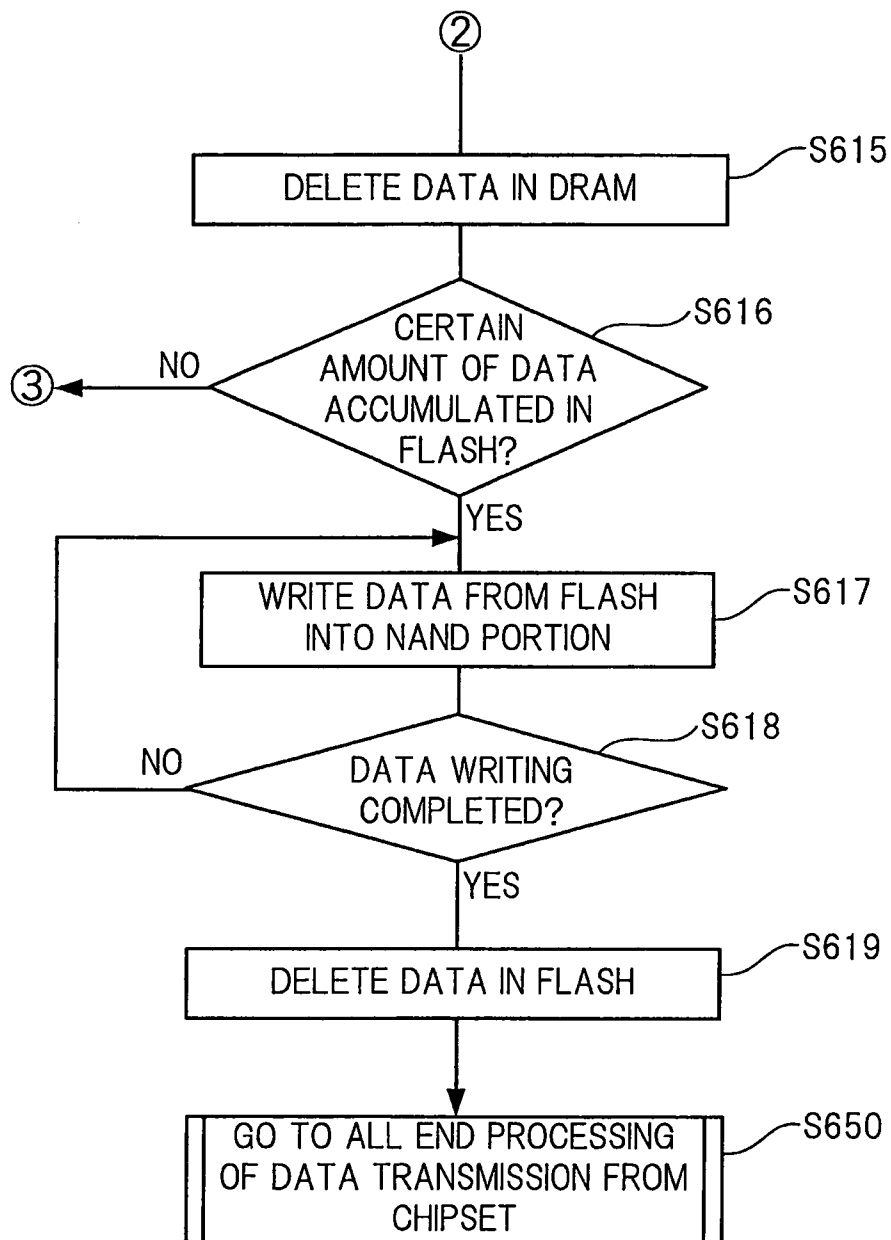 ②
DELETE DATA IN DRAM
S615
CERTAIN
AMOUNT OF DATA
ACCUMULATED IN
FLASH?
S616
NO
③
YES
WRITE DATA FROM FLASH
INTO NAND PORTION
S617
DATA WRITING
COMPLETED?
S618
NO
YES
DELETE DATA IN FLASH
S619
GO TO ALL END PROCESSING
OF DATA TRANSMISSION FROM
CHIPSET
S650